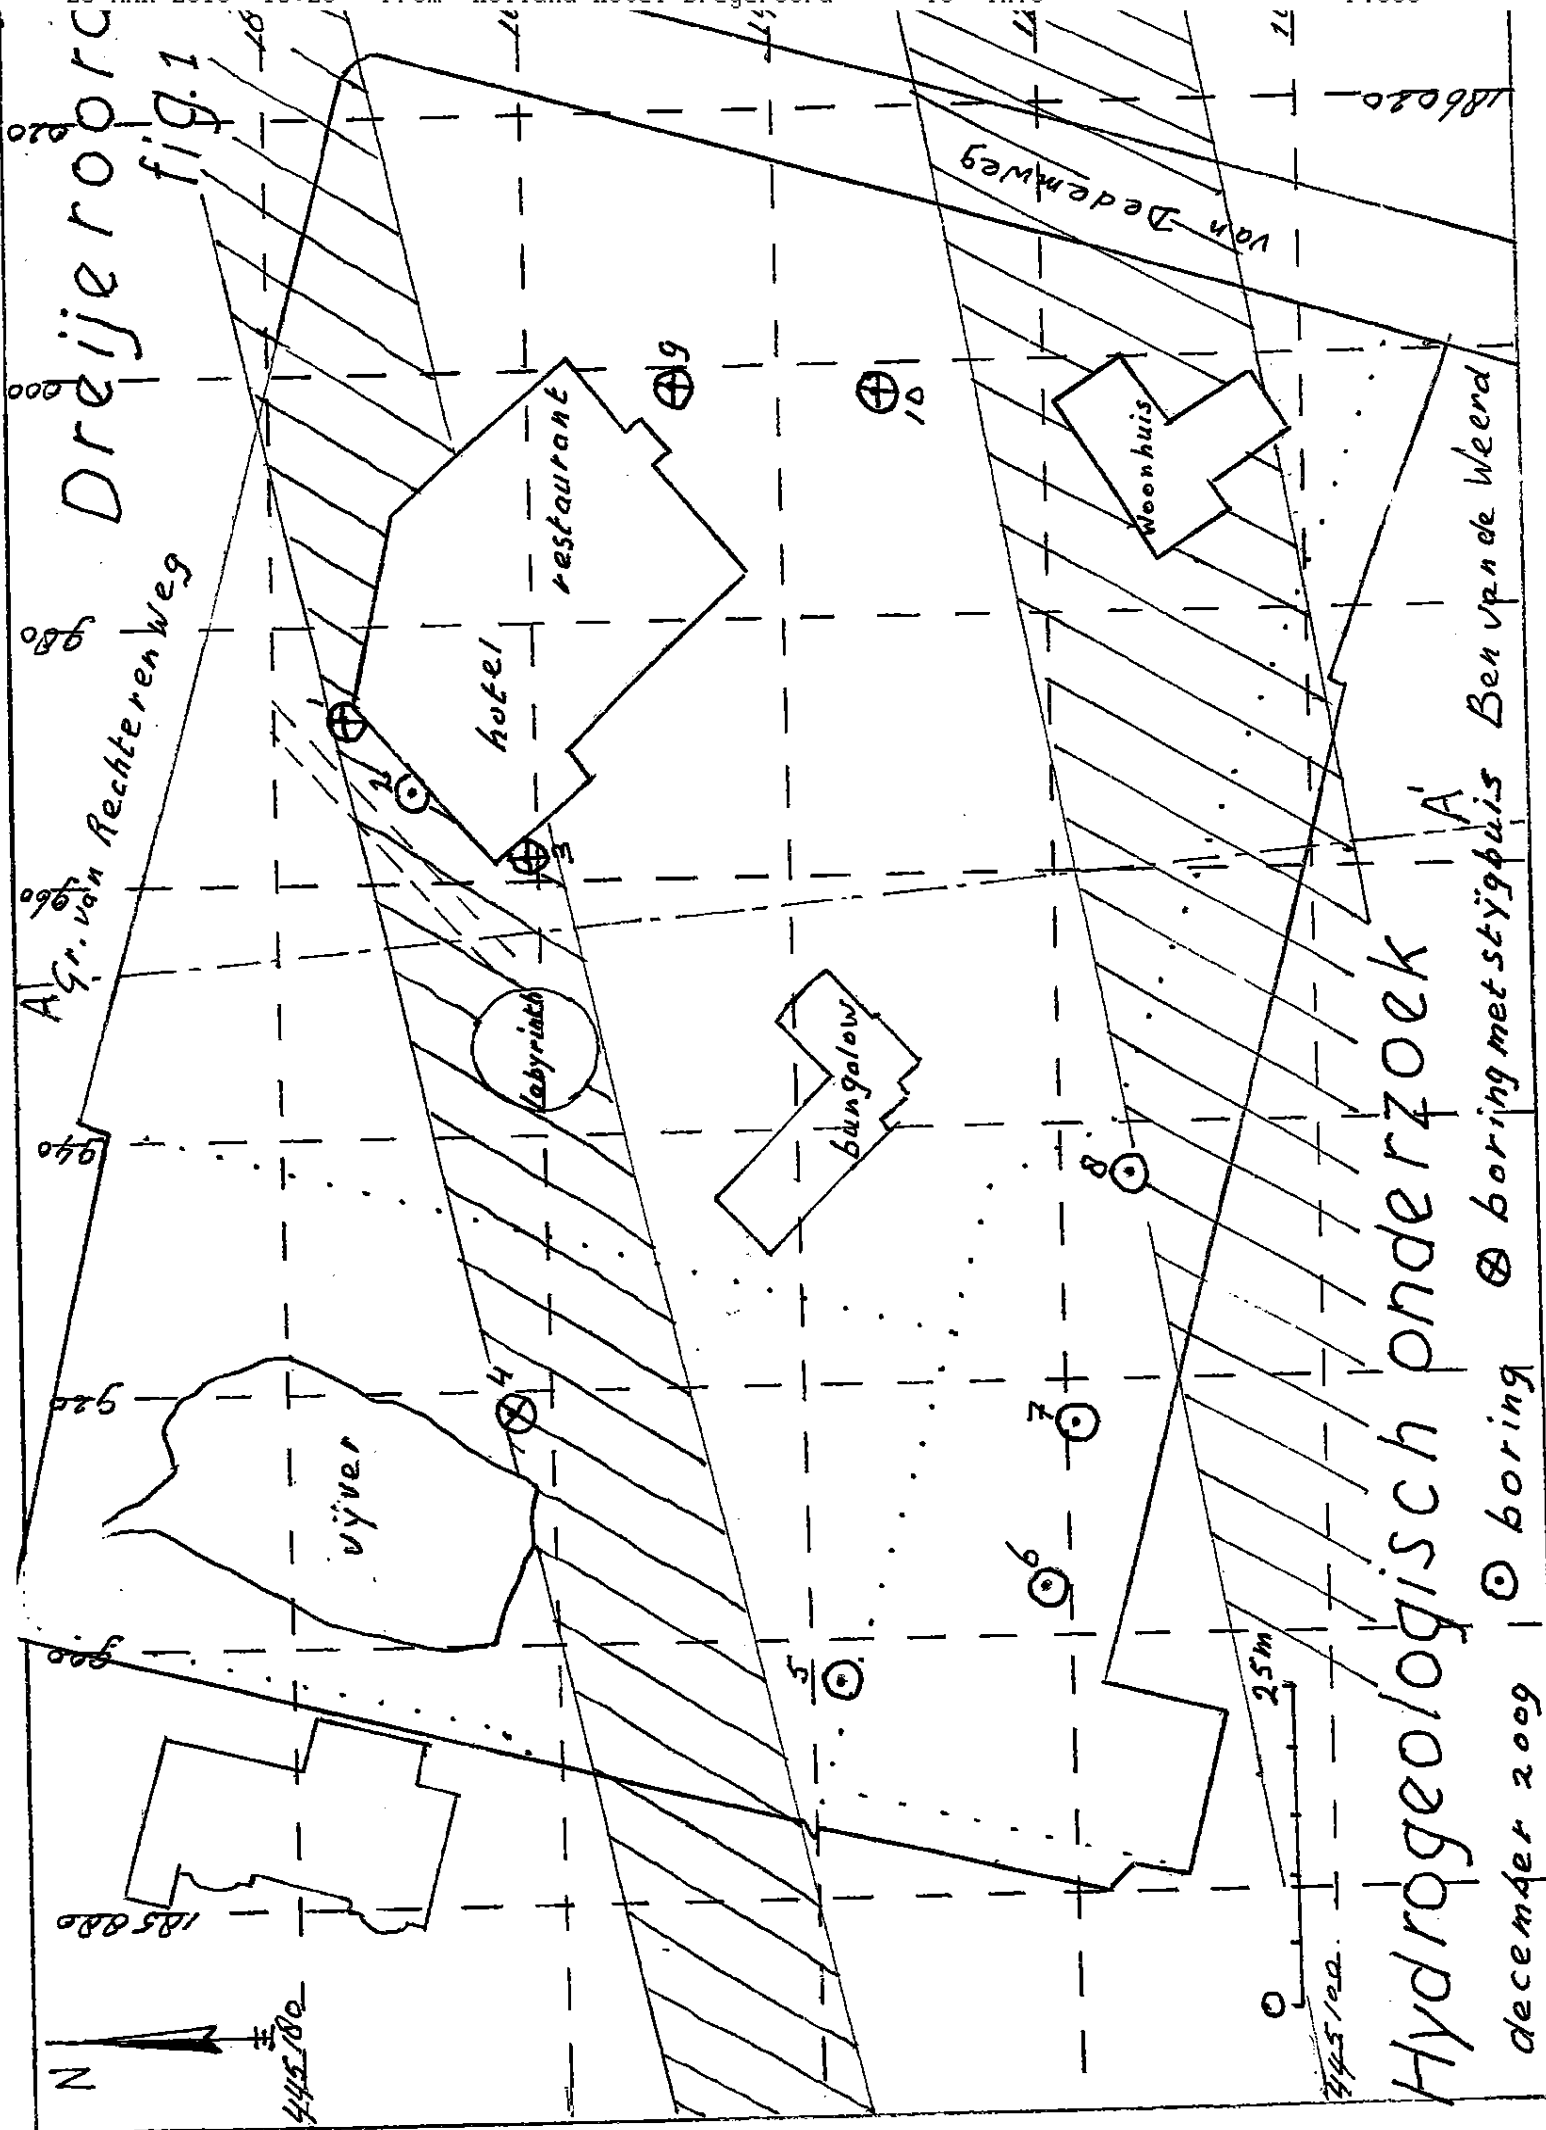 Dreijeroord
fig. 1
Gr. van Rechterenweg
van Dedemweg
020
000
980
960
940
920
900
185880
186020
445180
445100
N
A
A'
hotel
restaurant
woonhuis
labyrinth
bungalow
vijver
1
2
3
4
5
6
7
8
9
10
0
25m
Hydrogeologisch onderzoek
december 2009
boring
boring met stijgbuis
Ben van de Weerd